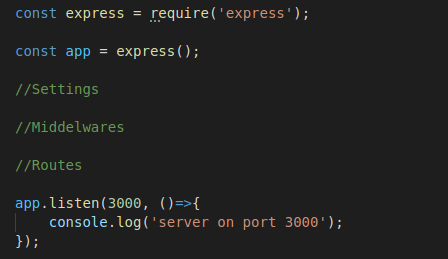 const express = require('express');
const app = express();
//Settings
//Middelwares
//Routes
app.listen(3000, ()=>{
    console.log('server on port 3000');
});